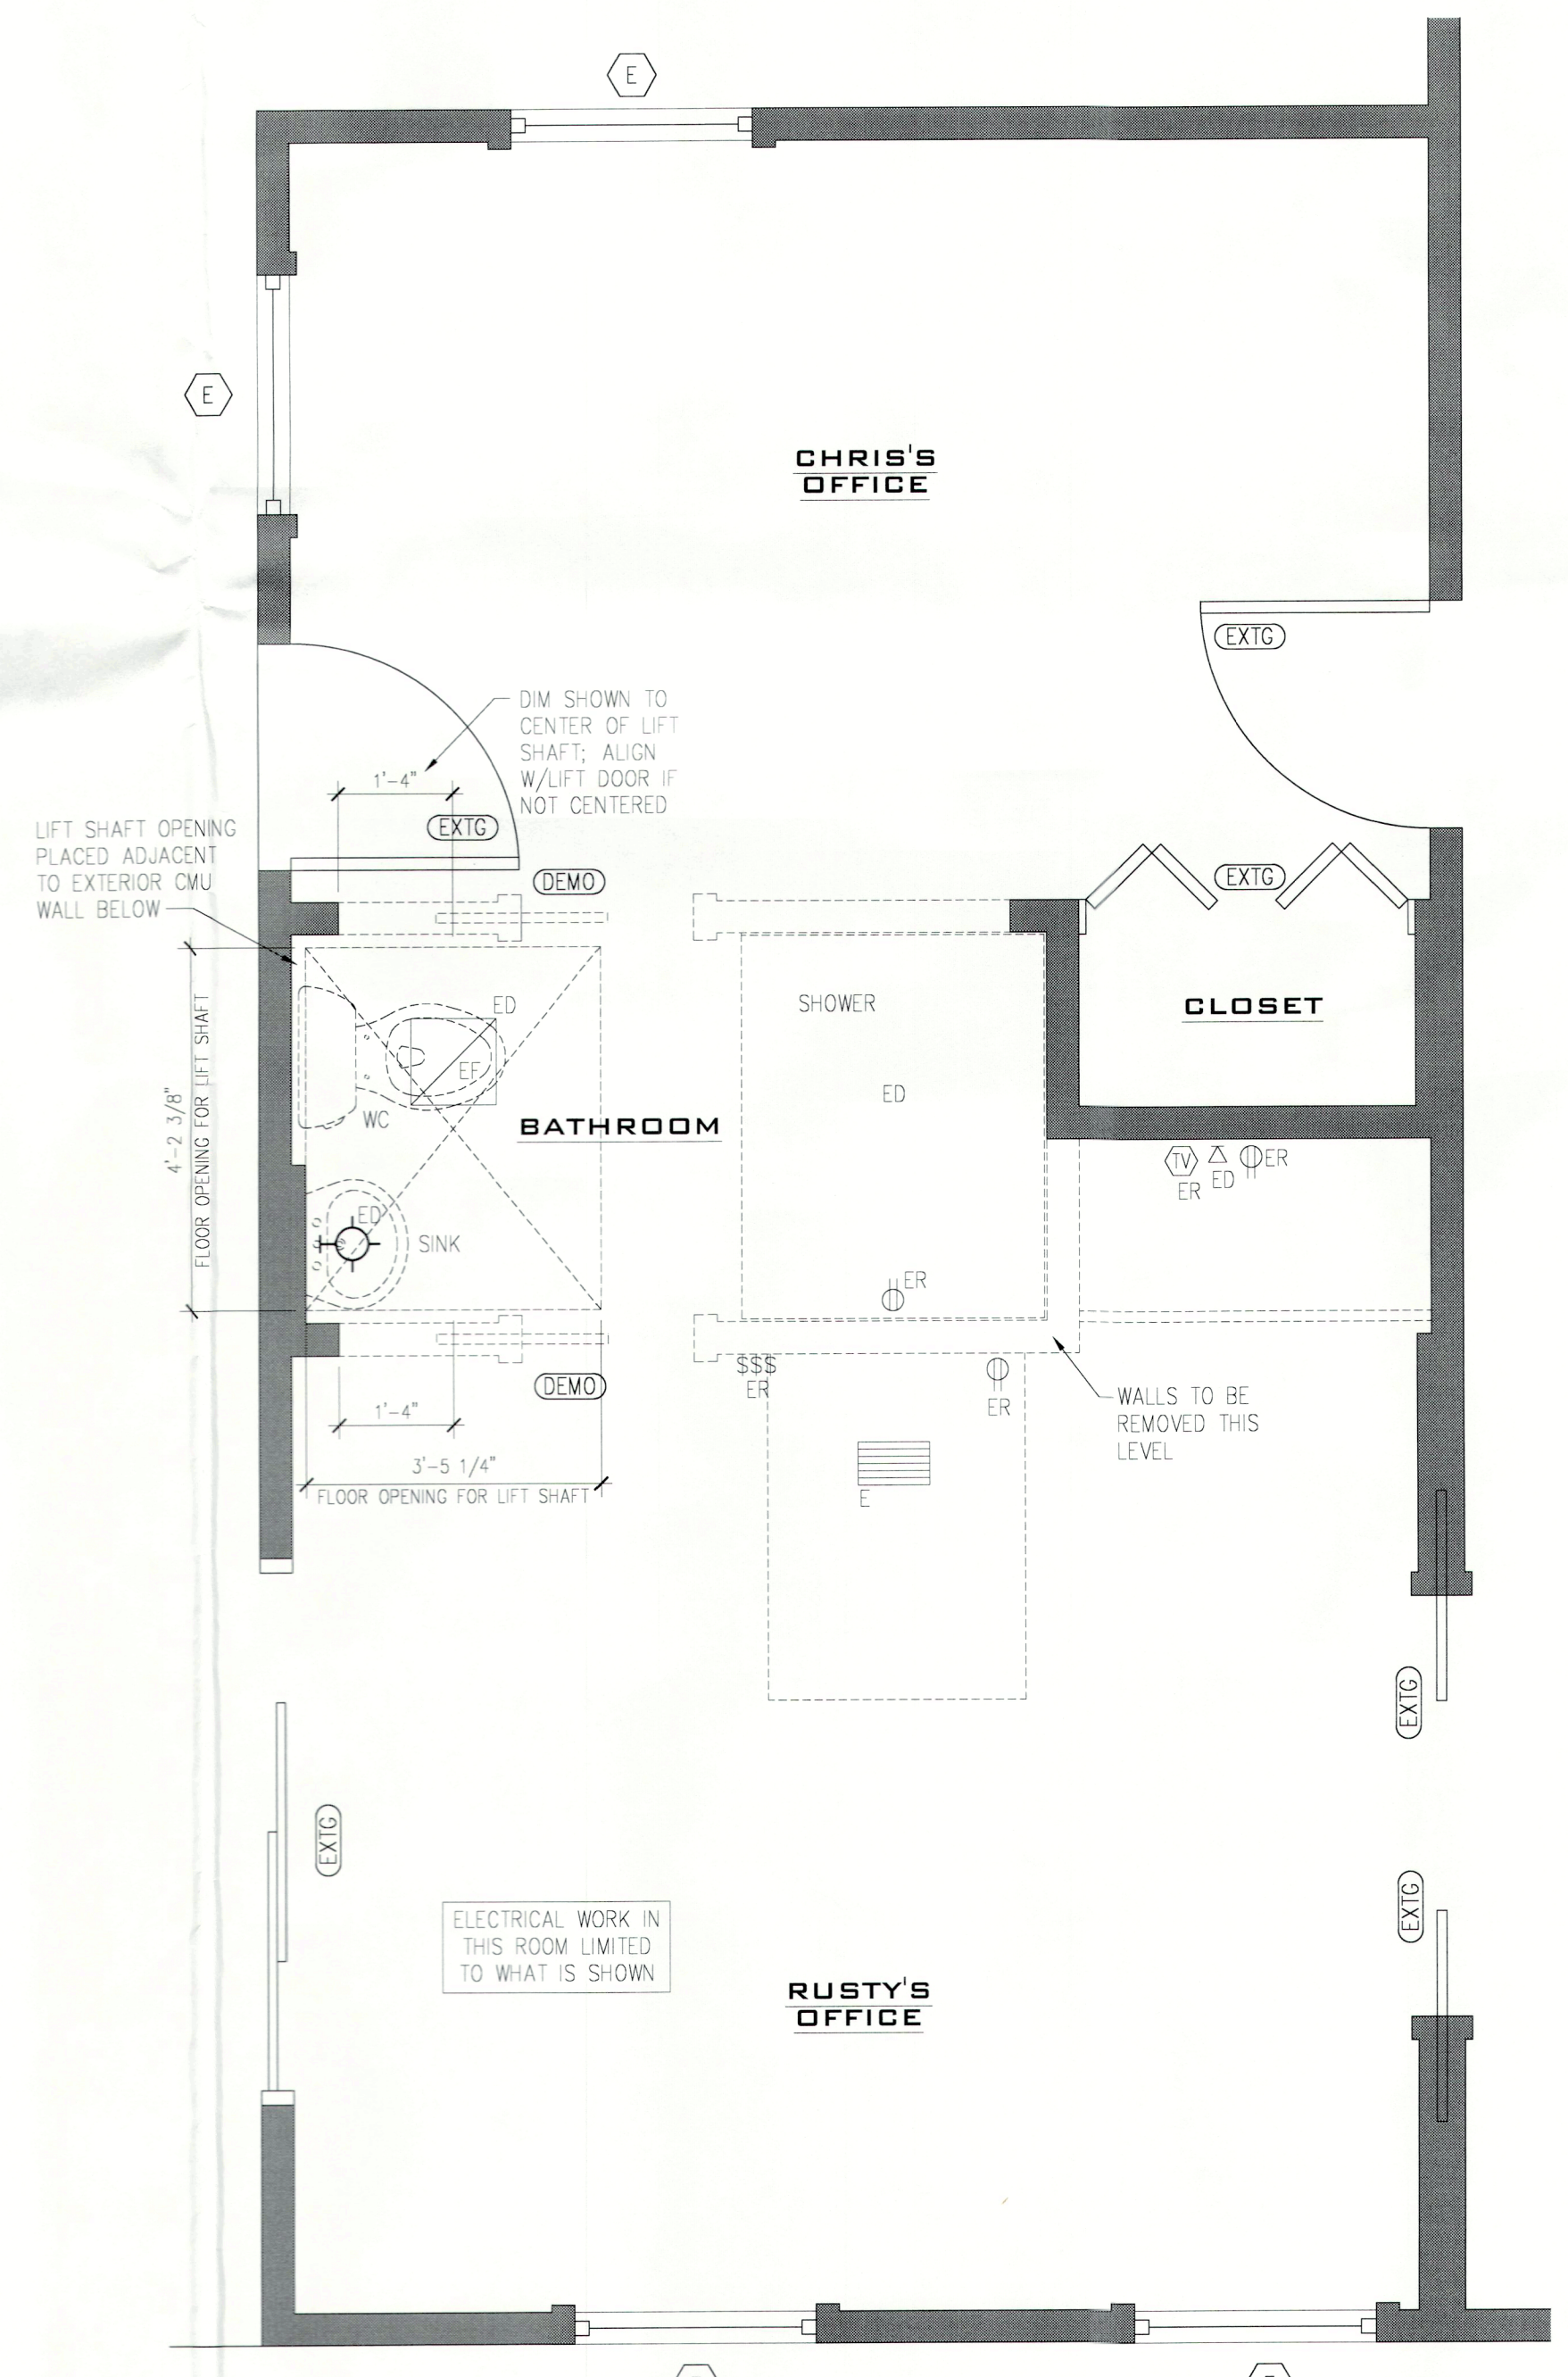 E
E
CHRIS'S
OFFICE
EXTG
DIM SHOWN TO
CENTER OF LIFT
SHAFT; ALIGN
W/LIFT DOOR IF
NOT CENTERED
1'-4"
EXTG
LIFT SHAFT OPENING
PLACED ADJACENT
TO EXTERIOR CMU
WALL BELOW
DEMO
EXTG
SHOWER
CLOSET
ED
EF
ED
WC
BATHROOM
4'-2 3/8"
FLOOR OPENING FOR LIFT SHAFT
TV
ER
ED
ER
ED
SINK
ER
$$$
ER
ER
DEMO
WALLS TO BE
REMOVED THIS
LEVEL
1'-4"
3'-5 1/4"
FLOOR OPENING FOR LIFT SHAFT
E
EXTG
EXTG
EXTG
ELECTRICAL WORK IN
THIS ROOM LIMITED
TO WHAT IS SHOWN
RUSTY'S
OFFICE